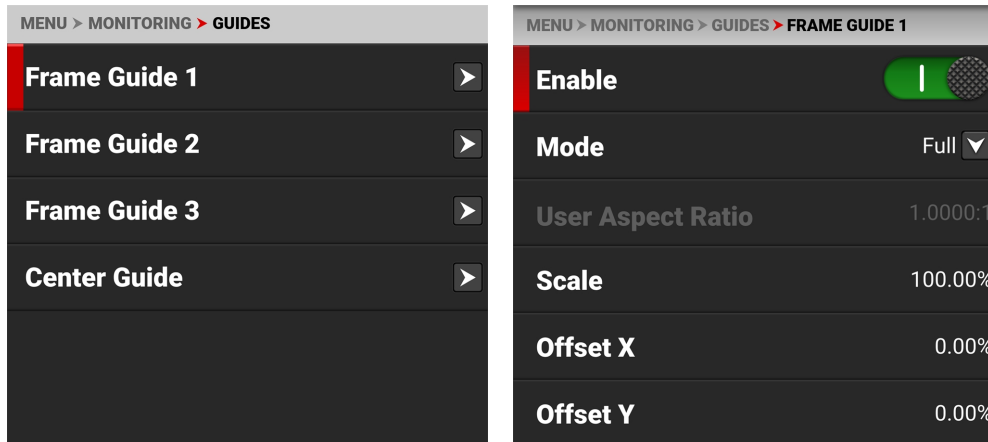 MENU > MONITORING > GUIDES
Frame Guide 1
Frame Guide 2
Frame Guide 3
Center Guide
MENU > MONITORING > GUIDES > FRAME GUIDE 1
Enable
Mode Full
User Aspect Ratio 1.0000:1
Scale 100.00%
Offset X 0.00%
Offset Y 0.00%